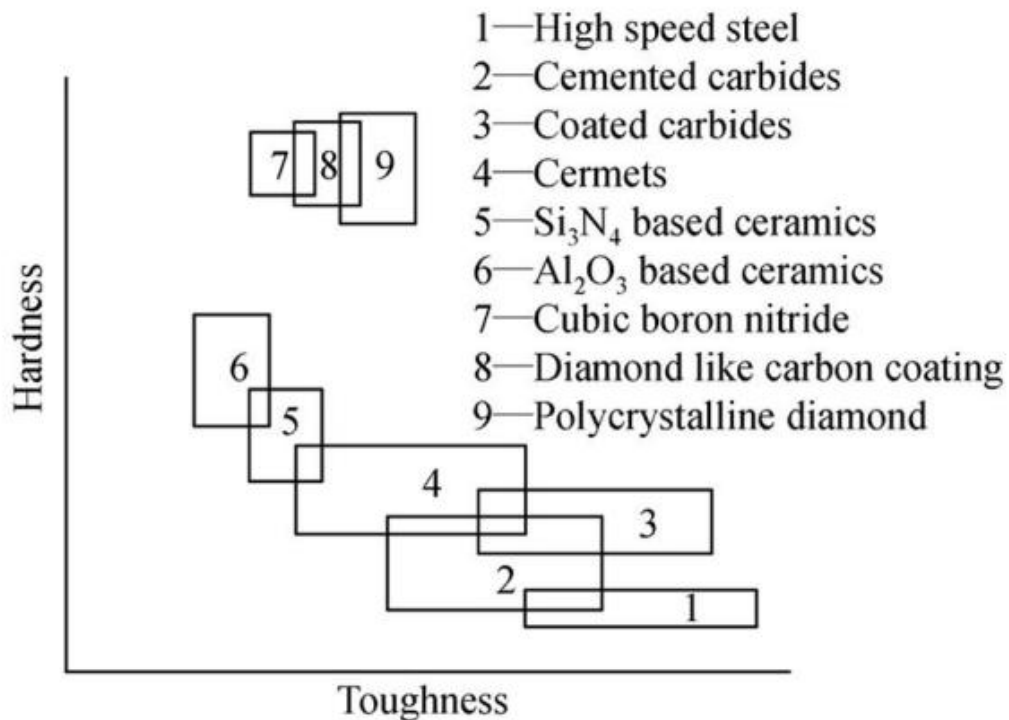 1—High speed steel
2—Cemented carbides
3—Coated carbides
4—Cermets
5—Si₃N₄ based ceramics
6—Al₂O₃ based ceramics
7—Cubic boron nitride
8—Diamond like carbon coating
9—Polycrystalline diamond
Hardness
7 8 9
6
5
4
3
2
1
Toughness